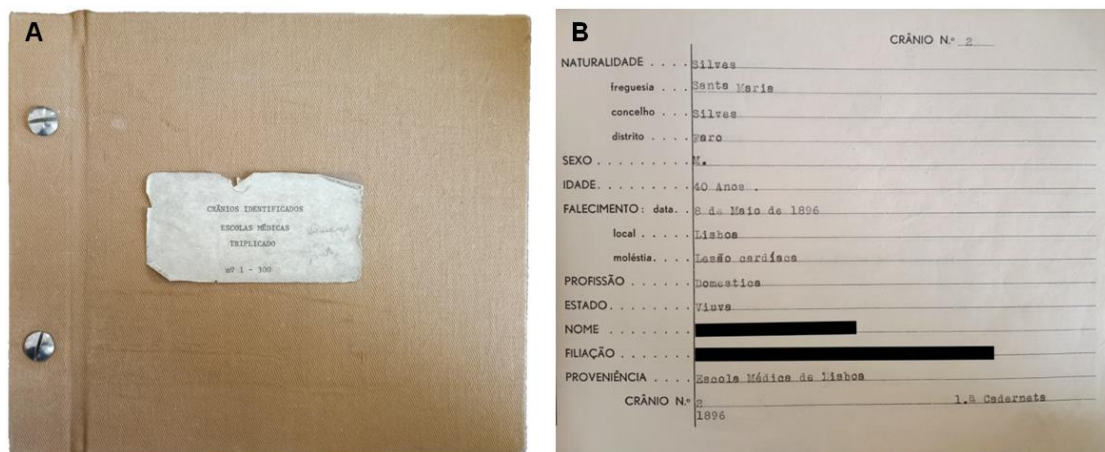 A
CRÂNIOS IDENTIFICADOS
ESCOLAS MÉDICAS
TRIPLICADO
nº 1 - 300
B
CRÂNIO N.º 2
NATURALIDADE . . . . Silves
freguesia . . . Santa Maria
concelho . . . Silves
distrito . . . . Faro
SEXO . . . . . . . . . M.
IDADE. . . . . . . . . 40 Anos .
FALECIMENTO: data. . 8 de Maio de 1896
local . . . . Lisboa
moléstia. . . . Lesão cardíaca
PROFISSÃO . . . . . . Domestica
ESTADO . . . . . . . . Viuva
NOME . . . . . . . .
FILIAÇÃO . . . . . . .
PROVENIÊNCIA . . . . Escola Médica de Lisboa
CRÂNIO N.º 2 1.ª Caderneta
1896